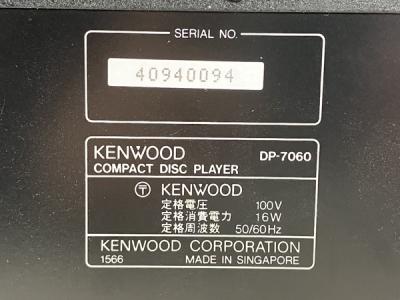 SERIAL NO.
40940094
KENWOOD DP-7060
COMPACT DISC PLAYER
〒 KENWOOD
定格電圧 100V
定格消費電力 16W
定格周波数 50/60Hz
KENWOOD CORPORATION
1566 MADE IN SINGAPORE